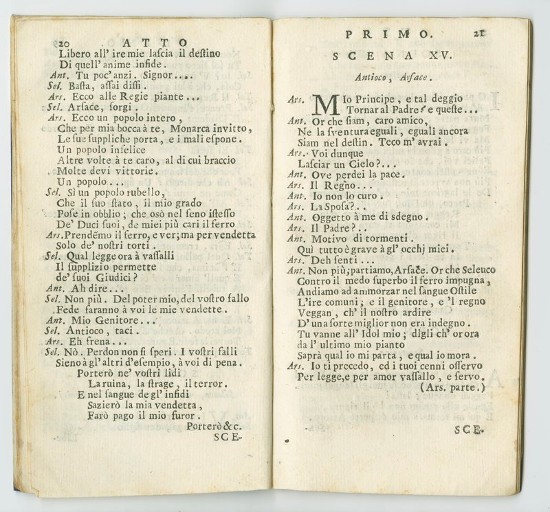 20 ATTO
Libero all' ire mie lascia il destino
Di quell' anime infide.
Ant. Tu poc'anzi. Signor....
Sel. Basta, assai dissi.
Ars. Ecco alle Regie piante...
Sel. Arsace, sorgi.
Ars. Ecco un popolo intero,
Che per mia bocca à te, Monarca invitto,
Le sue suppliche porta, e i mali espone.
Un popolo infelice
Altre volte à te caro, al di cui braccio
Molte devi vittorie.
Un popolo...
Sel. Sì un popolo rubello,
Che il suo stato, il mio grado
Pose in obblio; che osò nel seno istesso
De' Duci suoi, de miei più cari il ferro
Ars. Prendemo il ferro, e ver; ma per vendetta
Solo de' nostri torti.
Sel. Qual legge ora à vassalli
Il supplizio permette
de' suoi Giudici?
Ant. Ah dire...
Sel. Non più. Del poter mio, del vostro fallo
Fede faranno à voi le mie vendette.
Ant. Mio Genitore...
Sel. Antioco, taci.
Ars. Eh frena...
Sel. Nò. Perdon non si speri. I vostri falli
Sieno à gl'altri d'esempio, à voi di pena.
Porterò ne' vostri lidi
La ruina, la strage, il terror.
E nel sangue de gl' infidi
Sazierò la mia vendetta,
Farò pago il mio furor.
Porterò &c.
SCE-
PRIMO. 21
SCENA XV.
Antioco, Arsace.
Ars. MIo Principe, e tal deggio
Tornar al Padre? e queste...
Ant. Or che siam, caro amico,
Ne la sventura eguali, eguali ancora
Siam nel destin. Teco m' avrai.
Ars. Voi dunque
Lasciar un Cielo?...
Ant. Ove perdei la pace.
Ars. Il Regno...
Ant. Io non lo curo.
Ars. La Sposa?..
Ant. Oggetto à me di sdegno.
Ars. Il Padre?..
Ant. Motivo di tormenti.
Quì tutto è grave à gl' occhj miei.
Ars. Deh senti...
Ant. Non più; partiamo, Arsace. Or che Seleuco
Contro il medo superbo il ferro impugna,
Andiamo ad ammorzar nel sangue Ostile
L'ire comuni; e il genitore, e 'l regno
Veggan, ch' il nostro ardire
D' una sorte miglior non era indegno.
Tu vanne all' Idol mio; digli ch' or ora
da l' ultimo mio pianto
Saprà qual io mi parta, e qual io mora.
Ars. Io ti precedo, ed i tuoi cenni osservo
Per legge, e per amor vassallo, e servo.
(Ars. parte.)
SCE-